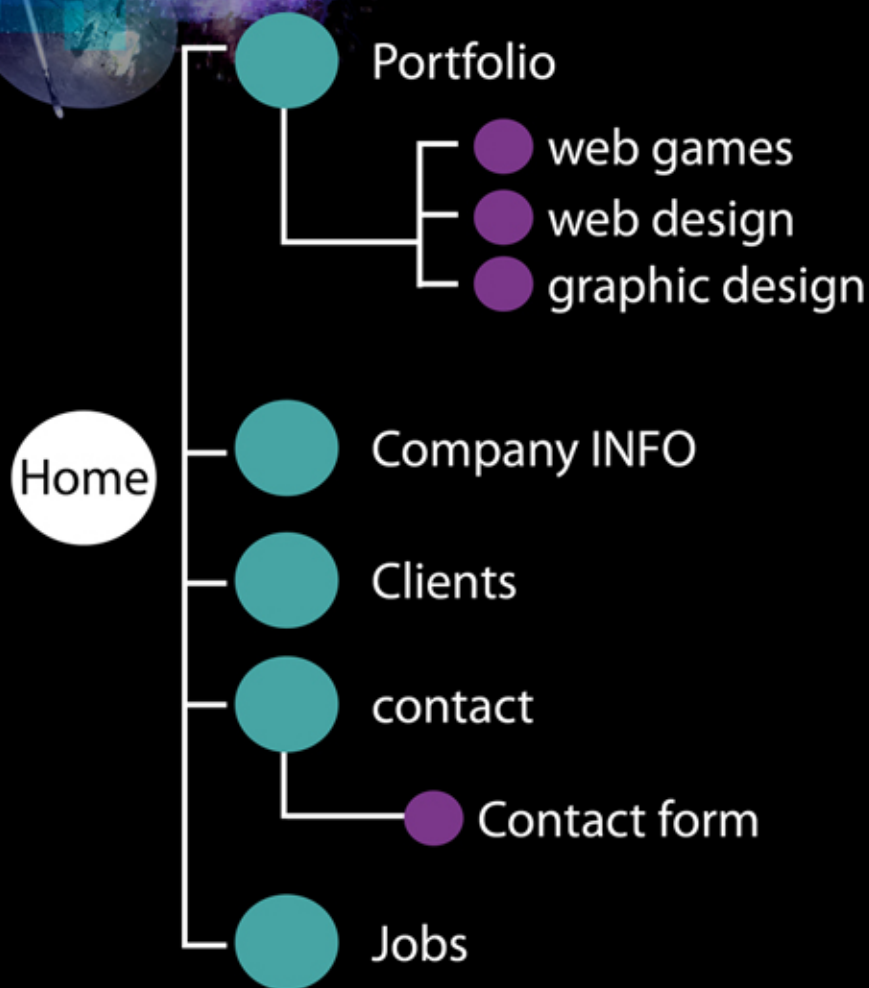 Portfolio
web games
web design
graphic design
Company INFO
Home
Clients
contact
Contact form
Jobs